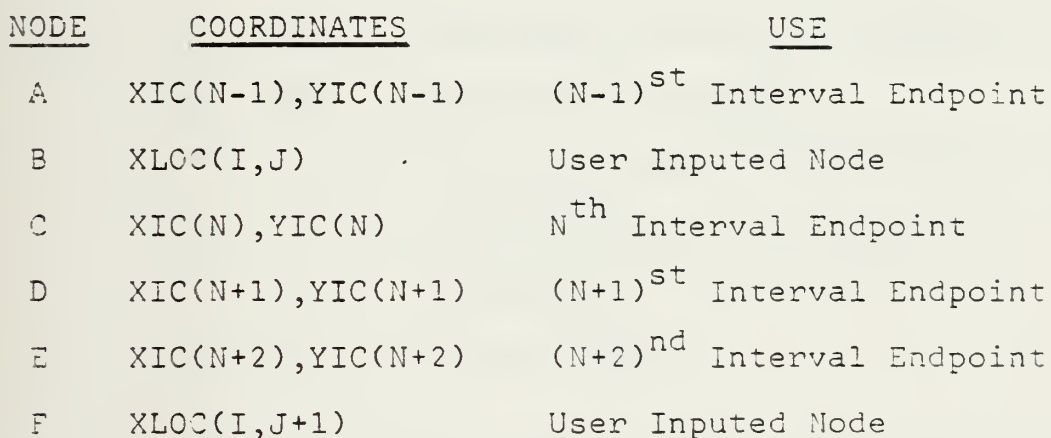 NODE COORDINATES USE
A XIC(N-1),YIC(N-1) (N-1)st Interval Endpoint
B XLOC(I,J) User Inputed Node
C XIC(N),YIC(N) Nth Interval Endpoint
D XIC(N+1),YIC(N+1) (N+1)st Interval Endpoint
E XIC(N+2),YIC(N+2) (N+2)nd Interval Endpoint
F XLOC(I,J+1) User Inputed Node